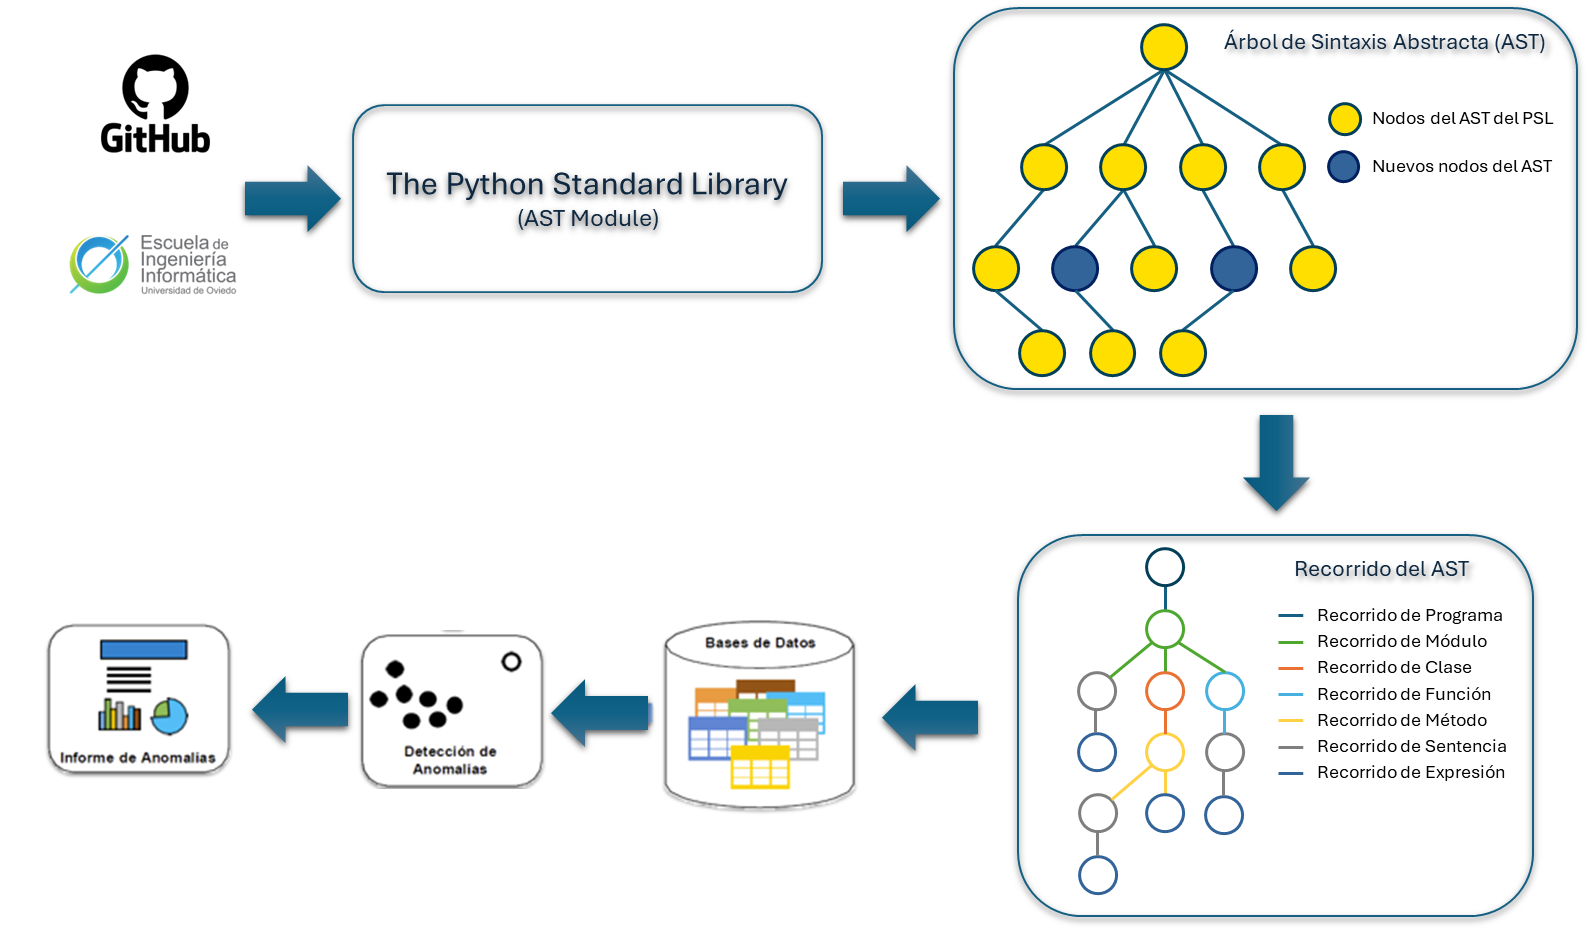 GitHub
Escuela de
Ingeniería
Informática
Universidad de Oviedo
The Python Standard Library
(AST Module)
Árbol de Sintaxis Abstracta (AST)
Nodos del AST del PSL
Nuevos nodos del AST
Recorrido del AST
Recorrido de Programa
Recorrido de Módulo
Recorrido de Clase
Recorrido de Función
Recorrido de Método
Recorrido de Sentencia
Recorrido de Expresión
Bases de Datos
Detección de
Anomalías
Informe de Anomalías